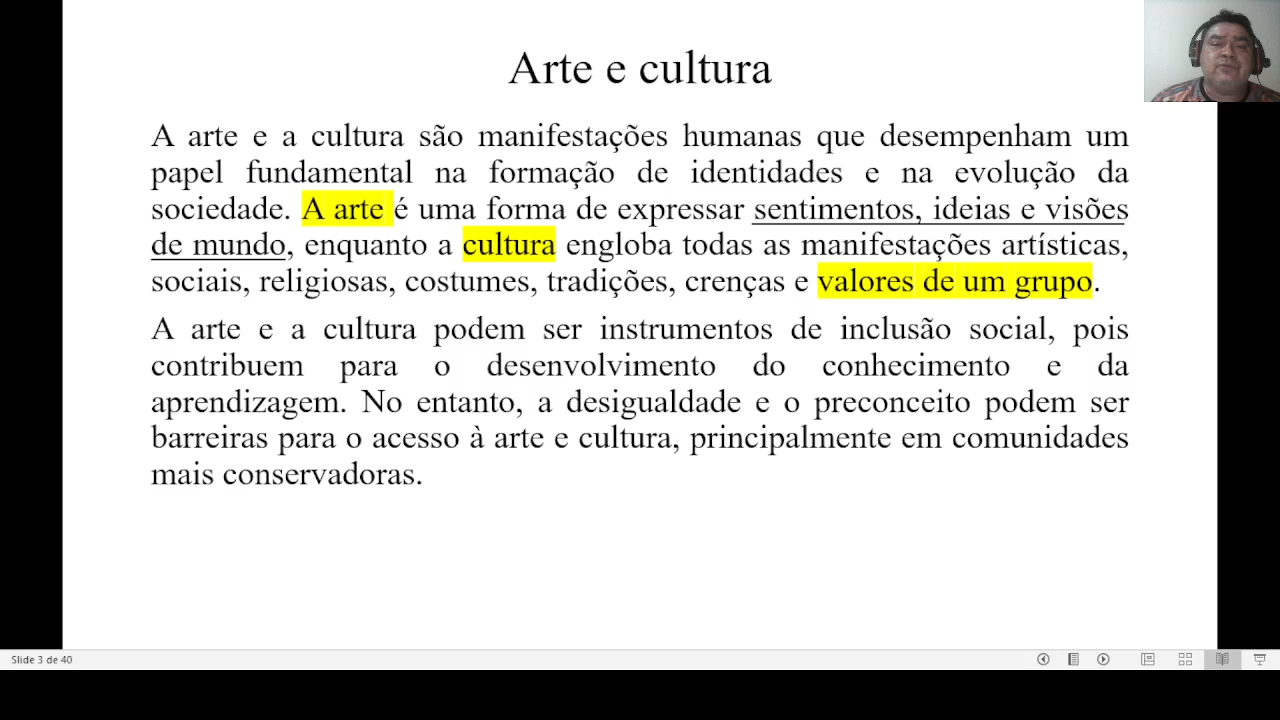 Arte e cultura
A arte e a cultura são manifestações humanas que desempenham um
papel fundamental na formação de identidades e na evolução da
sociedade. A arte é uma forma de expressar sentimentos, ideias e visões
de mundo, enquanto a cultura engloba todas as manifestações artísticas,
sociais, religiosas, costumes, tradições, crenças e valores de um grupo.
A arte e a cultura podem ser instrumentos de inclusão social, pois
contribuem para o desenvolvimento do conhecimento e da
aprendizagem. No entanto, a desigualdade e o preconceito podem ser
barreiras para o acesso à arte e cultura, principalmente em comunidades
mais conservadoras.
Slide 3 de 40